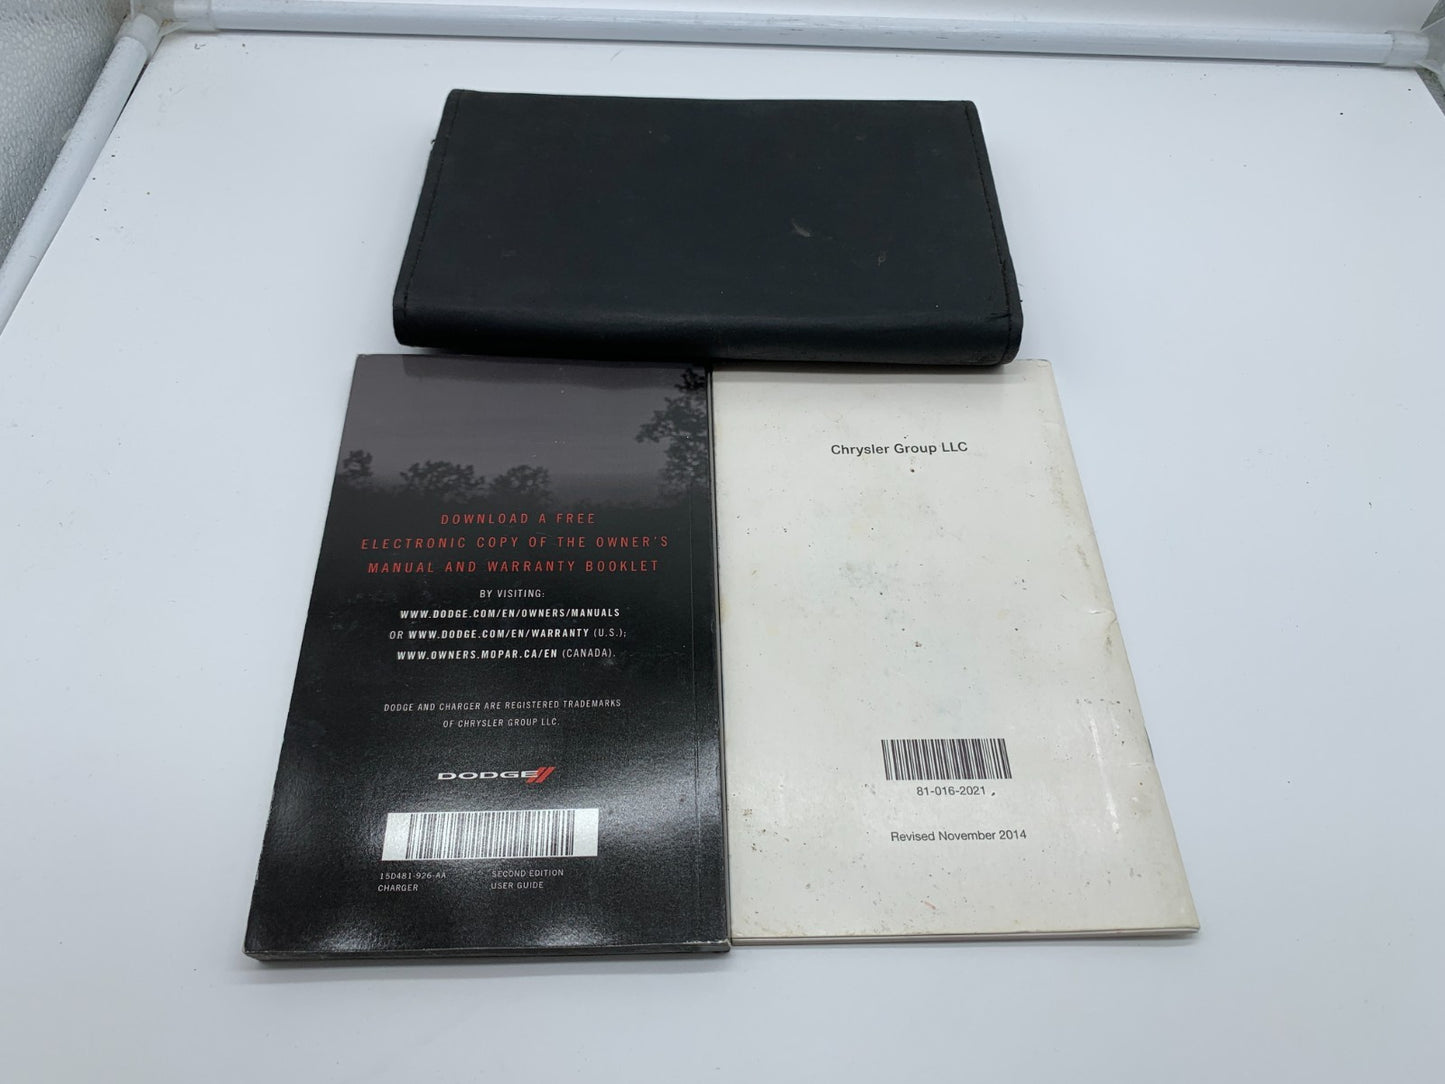 DOWNLOAD A FREE
ELECTRONIC COPY OF THE OWNER'S
MANUAL AND WARRANTY BOOKLET
BY VISITING:
WWW.DODGE.COM/EN/OWNERS/MANUALS
OR WWW.DODGE.COM/EN/WARRANTY (U.S.);
WWW.OWNERS.MOPAR.CA/EN (CANADA).
DODGE AND CHARGER ARE REGISTERED TRADEMARKS
OF CHRYSLER GROUP LLC.
DODGE
15D481-926-AA
CHARGER
SECOND EDITION
USER GUIDE
Chrysler Group LLC
81-016-2021
Revised November 2014